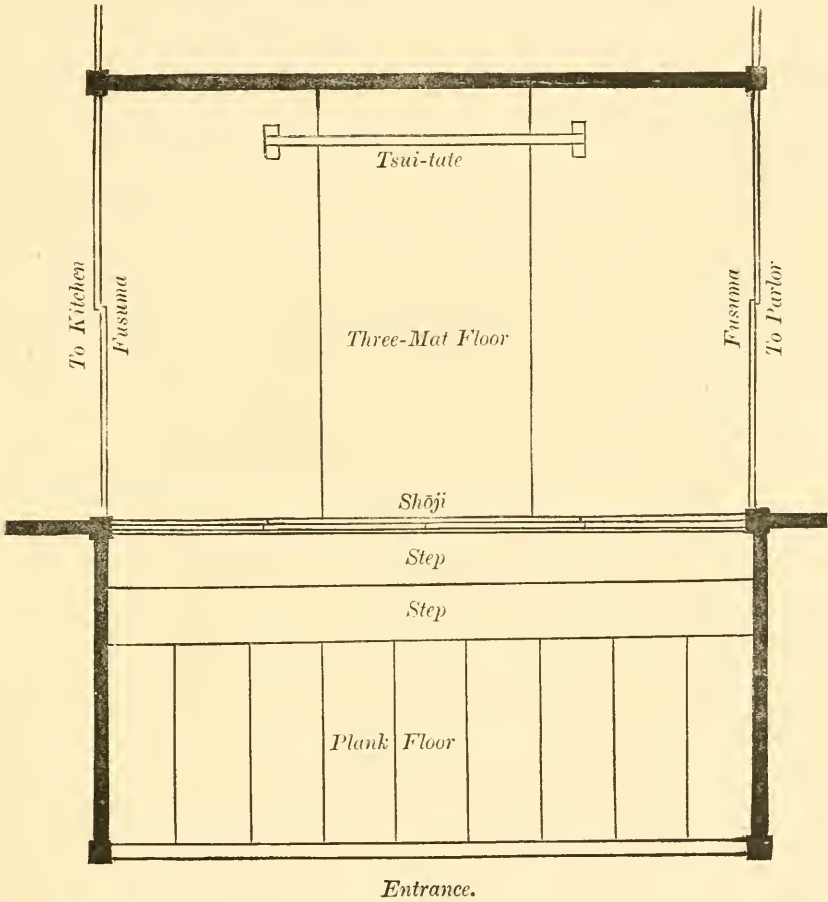 Tsui-tate
To Kitchen
Fusuma
Three-Mat Floor
Fusuma
To Parlor
Shōji
Step
Step
Plank Floor
Entrance.